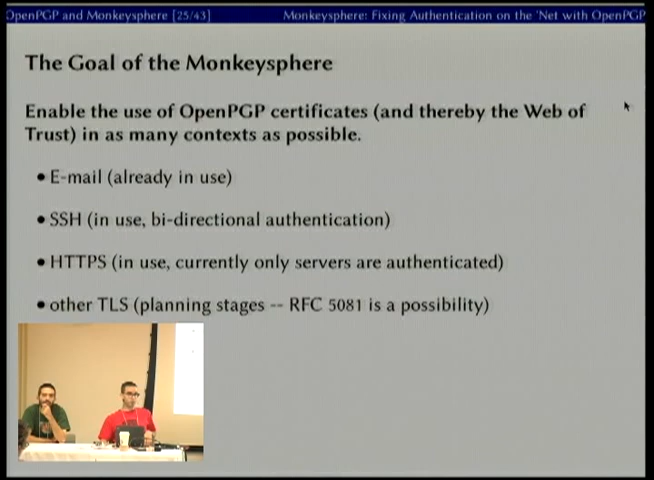 OpenPGP and Monkeysphere [25/43]
Monkeysphere: Fixing Authentication on the 'Net with OpenPGP
The Goal of the Monkeysphere
Enable the use of OpenPGP certificates (and thereby the Web of
Trust) in as many contexts as possible.
• E-mail (already in use)
• SSH (in use, bi-directional authentication)
• HTTPS (in use, currently only servers are authenticated)
• other TLS (planning stages -- RFC 5081 is a possibility)